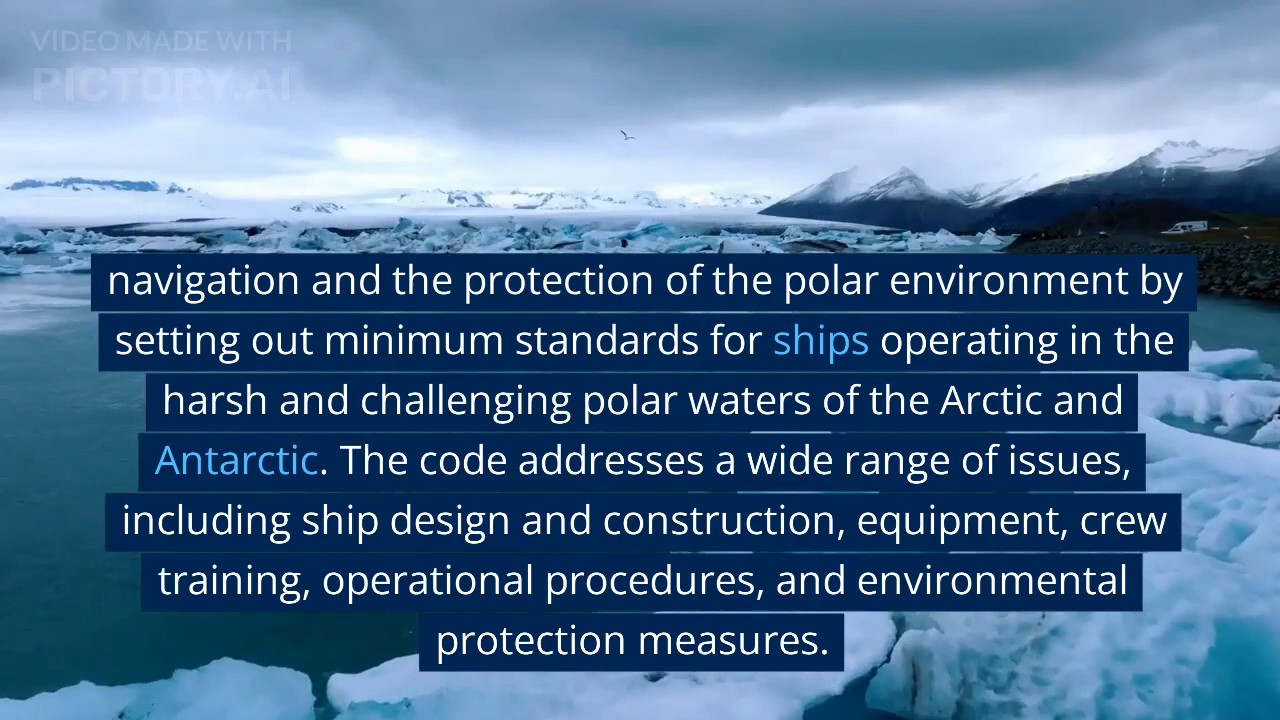 VIDEO MADE WITH
PICTORY.AI
navigation and the protection of the polar environment by
setting out minimum standards for ships operating in the
harsh and challenging polar waters of the Arctic and
Antarctic. The code addresses a wide range of issues,
including ship design and construction, equipment, crew
training, operational procedures, and environmental
protection measures.